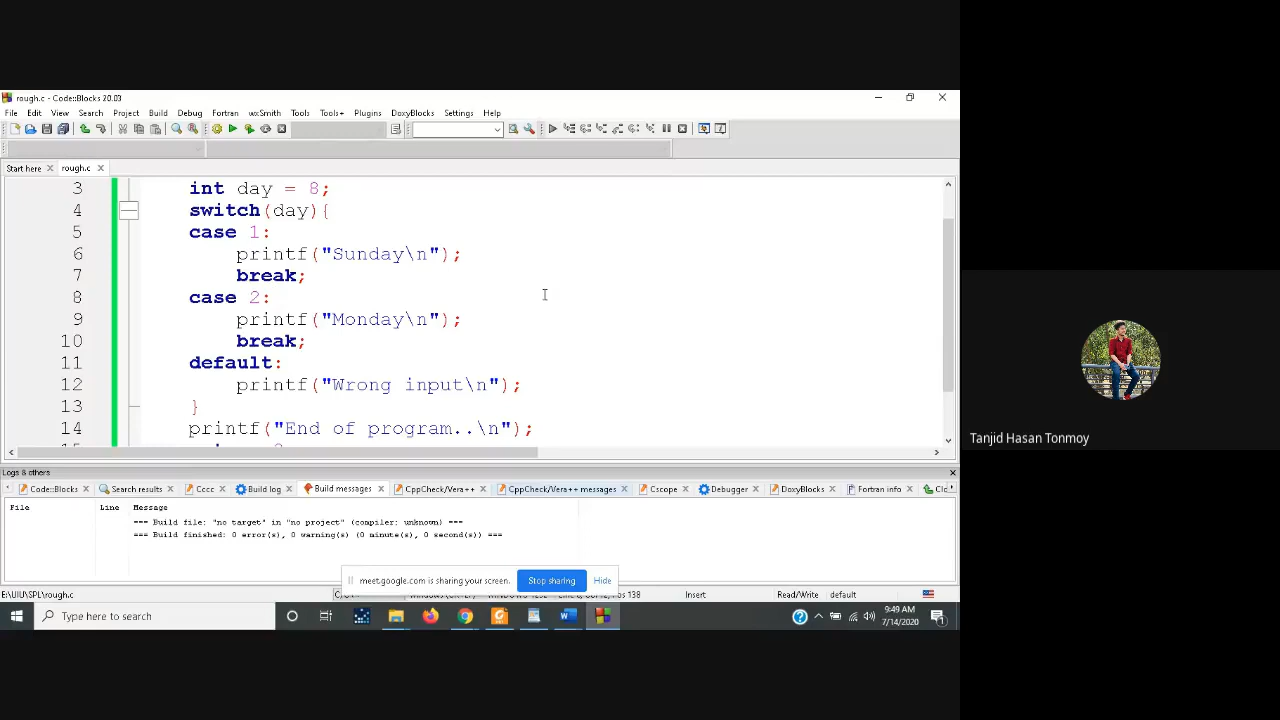 rough.c - Code::Blocks 20.03
File Edit View Search Project Build Debug Fortran wxSmith Tools Tools+ Plugins DoxyBlocks Settings Help
Start here rough.c
3 int day = 8;
4 switch(day){
5 case 1:
6 printf("Sunday\n");
7 break;
8 case 2:
9 printf("Monday\n");
10 break;
11 default:
12 printf("Wrong input\n");
13 }
14 printf("End of program..\n");
Logs & others
Code::Blocks Search results Cccc Build log Build messages CppCheck/Vera++ CppCheck/Vera++ messages Cscope Debugger DoxyBlocks Fortran info Clo
File Line Message
=== Build file: "no target" in "no project" (compiler: unknown) ===
=== Build finished: 0 error(s), 0 warning(s) (0 minute(s), 0 second(s)) ===
meet.google.com is sharing your screen. Stop sharing Hide
E:\UIU\SPL\rough.c Insert Read/Write default
Type here to search
9:49 AM
7/14/2020
Tanjid Hasan Tonmoy